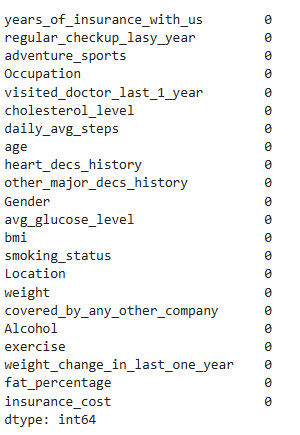 years_of_insurance_with_us 0
regular_checkup_lasy_year 0
adventure_sports 0
Occupation 0
visited_doctor_last_1_year 0
cholesterol_level 0
daily_avg_steps 0
age 0
heart_decs_history 0
other_major_decs_history 0
Gender 0
avg_glucose_level 0
bmi 0
smoking_status 0
Location 0
weight 0
covered_by_any_other_company 0
Alcohol 0
exercise 0
weight_change_in_last_one_year 0
fat_percentage 0
insurance_cost 0
dtype: int64